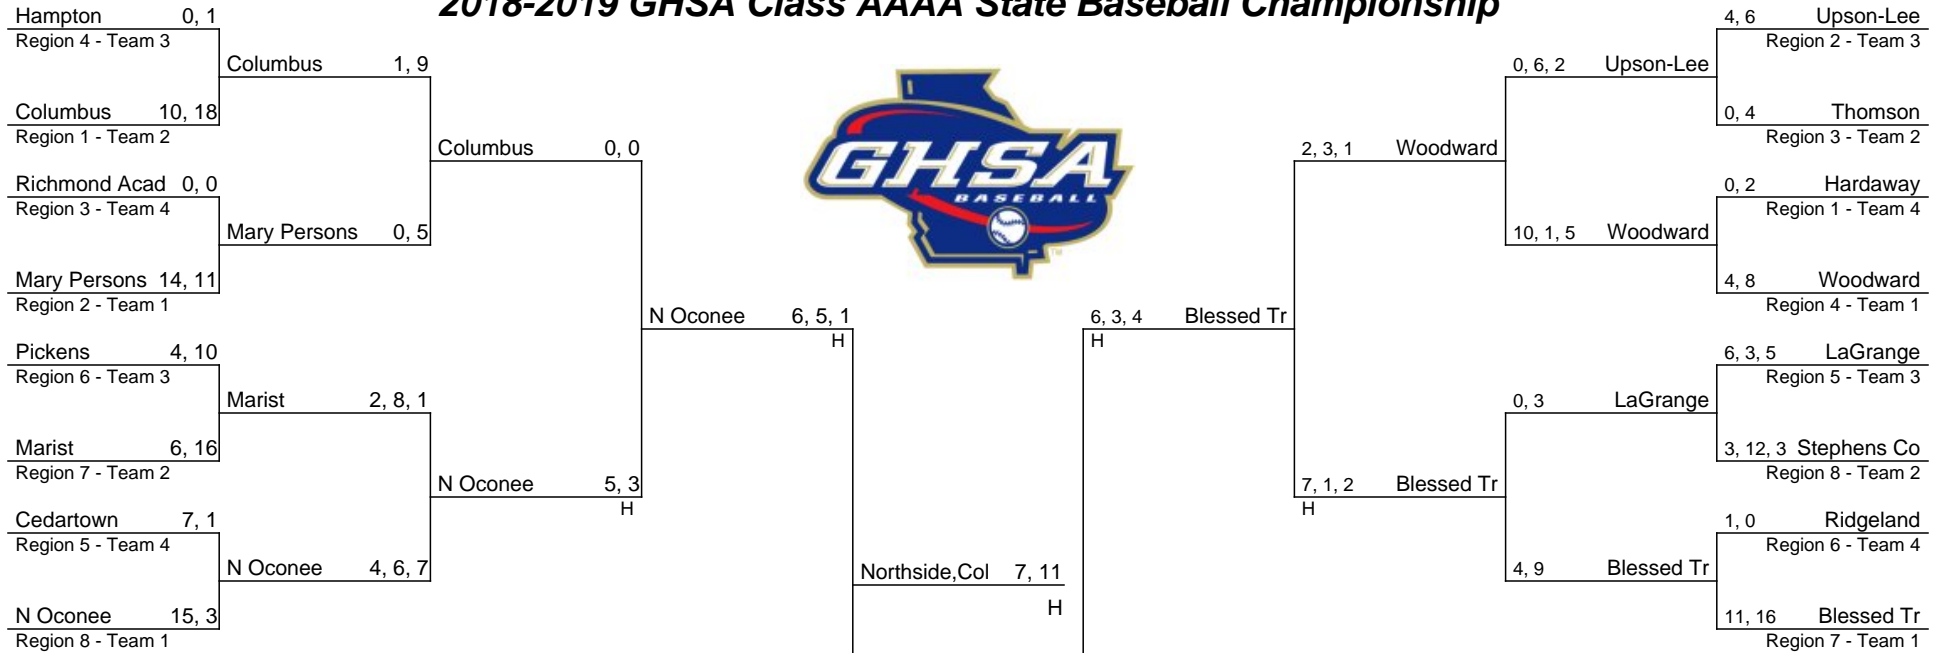 2018-2019 GHSA Class AAAA State Baseball Championship
Hampton 0, 1
Region 4 - Team 3
Columbus 10, 18
Region 1 - Team 2
Richmond Acad 0, 0
Region 3 - Team 4
Mary Persons 14, 11
Region 2 - Team 1
Pickens 4, 10
Region 6 - Team 3
Marist 6, 16
Region 7 - Team 2
Cedartown 7, 1
Region 5 - Team 4
N Oconee 15, 3
Region 8 - Team 1
Columbus 1, 9
Mary Persons 0, 5
Marist 2, 8, 1
N Oconee 4, 6, 7
Columbus 0, 0
N Oconee 5, 3
H
N Oconee 6, 5, 1
H
GHSA
BASEBALL
TM
Northside,Col 7, 11
H
6, 3, 4 Blessed Tr
H
2, 3, 1 Woodward
7, 1, 2 Blessed Tr
H
0, 6, 2 Upson-Lee
10, 1, 5 Woodward
0, 3 LaGrange
4, 9 Blessed Tr
4, 6 Upson-Lee
Region 2 - Team 3
0, 4 Thomson
Region 3 - Team 2
0, 2 Hardaway
Region 1 - Team 4
4, 8 Woodward
Region 4 - Team 1
6, 3, 5 LaGrange
Region 5 - Team 3
3, 12, 3 Stephens Co
Region 8 - Team 2
1, 0 Ridgeland
Region 6 - Team 4
11, 16 Blessed Tr
Region 7 - Team 1